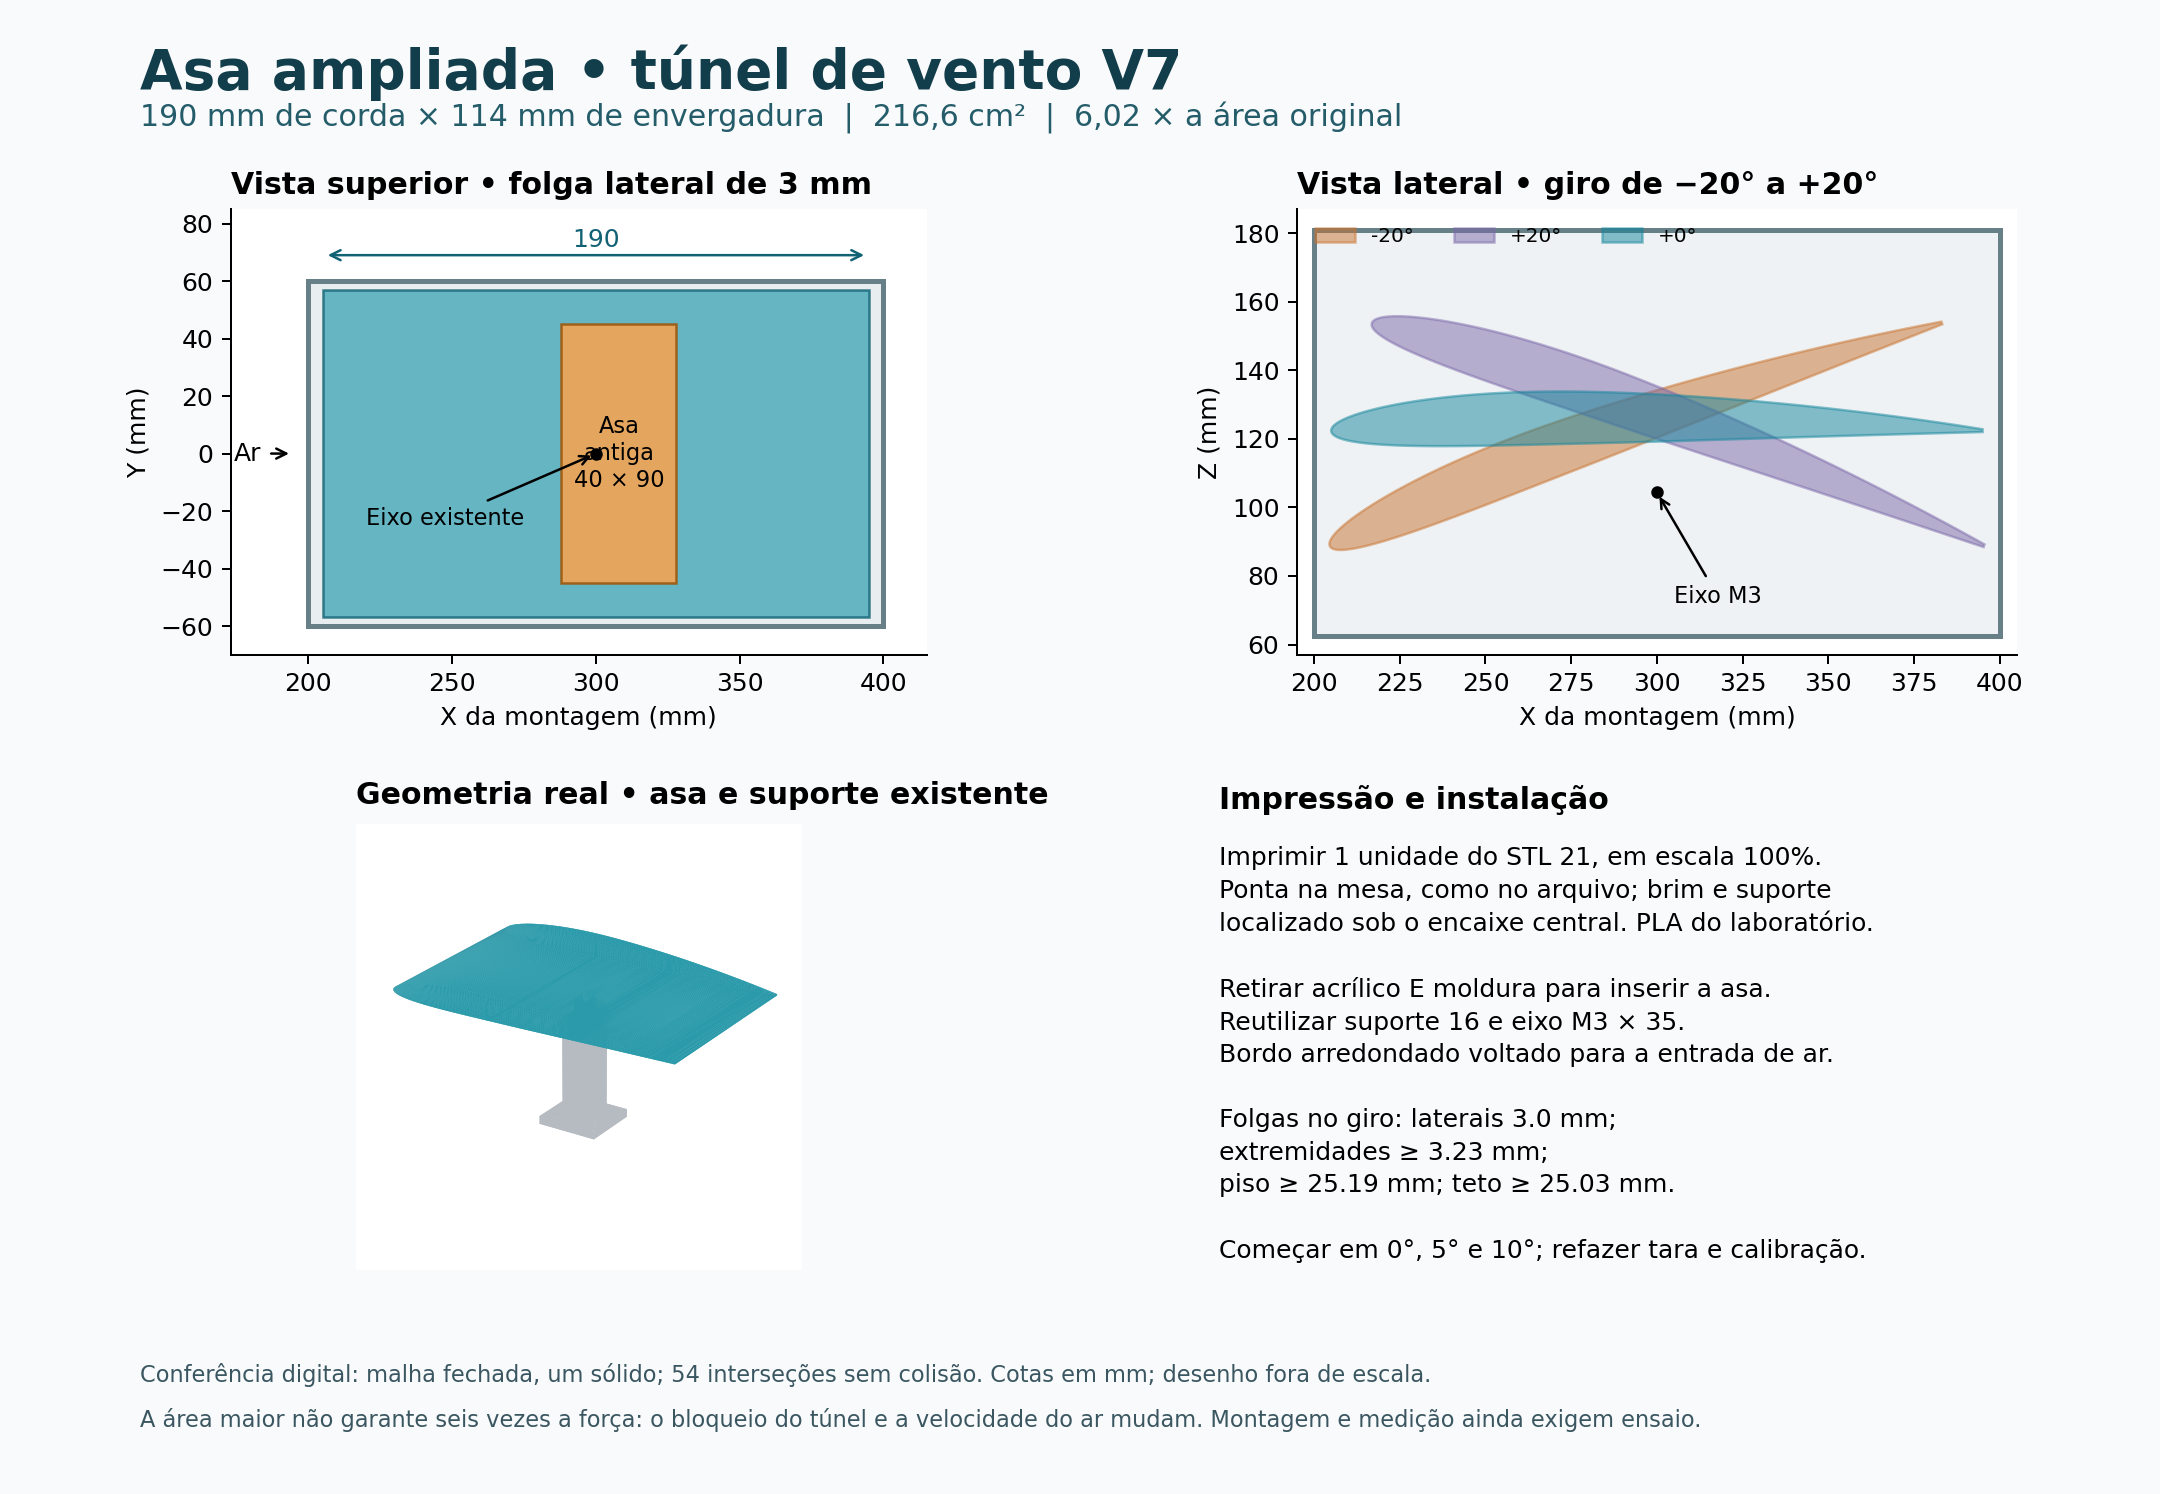 Asa ampliada • túnel de vento V7
190 mm de corda × 114 mm de envergadura | 216,6 cm² | 6,02 × a área original
Vista superior • folga lateral de 3 mm
80
60
40
20
0
−20
−40
−60
Y (mm)
190
Ar
Asa
antiga
40 × 90
Eixo existente
200
250
300
350
400
X da montagem (mm)
Vista lateral • giro de −20° a +20°
-20°
+20°
+0°
180
160
140
120
100
80
60
Z (mm)
Eixo M3
200
225
250
275
300
325
350
375
400
X da montagem (mm)
Geometria real • asa e suporte existente
Impressão e instalação
Imprimir 1 unidade do STL 21, em escala 100%.
Ponta na mesa, como no arquivo; brim e suporte
localizado sob o encaixe central. PLA do laboratório.
Retirar acrílico E moldura para inserir a asa.
Reutilizar suporte 16 e eixo M3 × 35.
Bordo arredondado voltado para a entrada de ar.
Folgas no giro: laterais 3.0 mm;
extremidades ≥ 3.23 mm;
piso ≥ 25.19 mm; teto ≥ 25.03 mm.
Começar em 0°, 5° e 10°; refazer tara e calibração.
Conferência digital: malha fechada, um sólido; 54 interseções sem colisão. Cotas em mm; desenho fora de escala.
A área maior não garante seis vezes a força: o bloqueio do túnel e a velocidade do ar mudam. Montagem e medição ainda exigem ensaio.